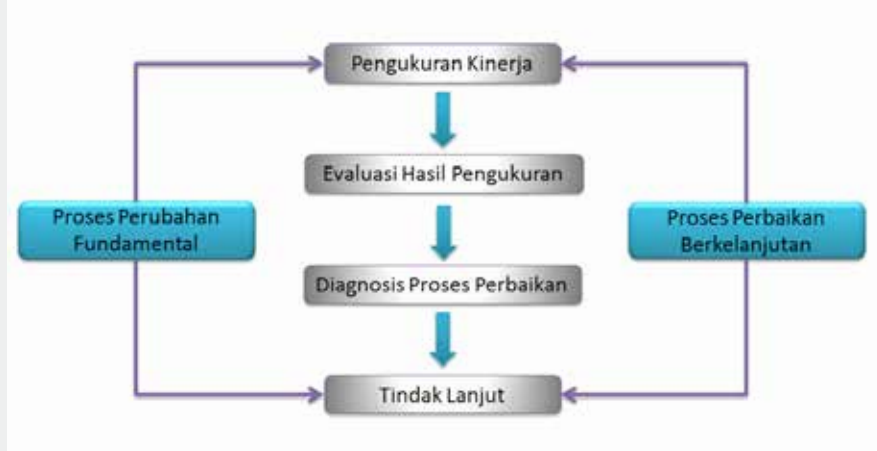 Pengukuran Kinerja
Evaluasi Hasil Pengukuran
Proses Perubahan
Fundamental
Proses Perbaikan
Berkelanjutan
Diagnosis Proses Perbaikan
Tindak Lanjut